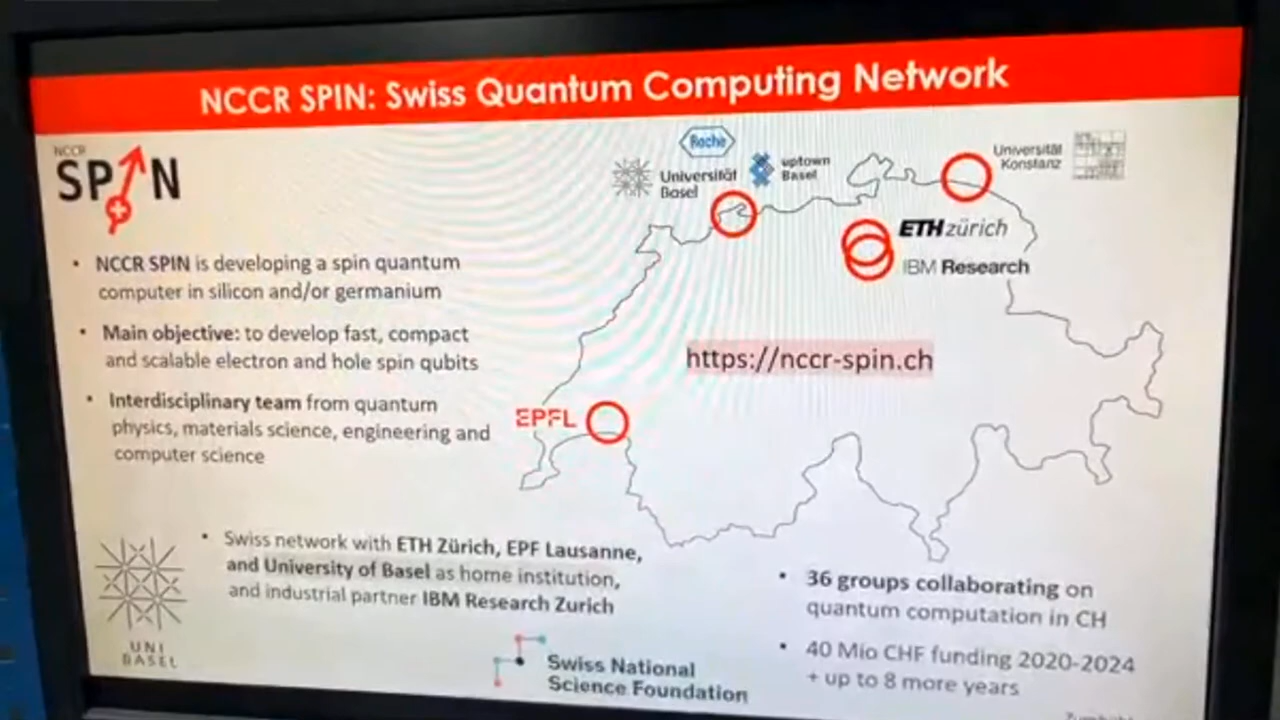 NCCR SPIN: Swiss Quantum Computing Network
NCCR
SPIN
Roche
Universität
Basel
uptown
Basel
Universität
Konstanz
ETH zürich
IBM Research
• NCCR SPIN is developing a spin quantum
computer in silicon and/or germanium
• Main objective: to develop fast, compact
and scalable electron and hole spin qubits
• Interdisciplinary team from quantum
physics, materials science, engineering and
computer science
https://nccr-spin.ch
EPFL
• Swiss network with ETH Zürich, EPF Lausanne,
and University of Basel as home institution,
and industrial partner IBM Research Zurich
UNI
BASEL
Swiss National
Science Foundation
• 36 groups collaborating on
quantum computation in CH
• 40 Mio CHF funding 2020-2024
+ up to 8 more years